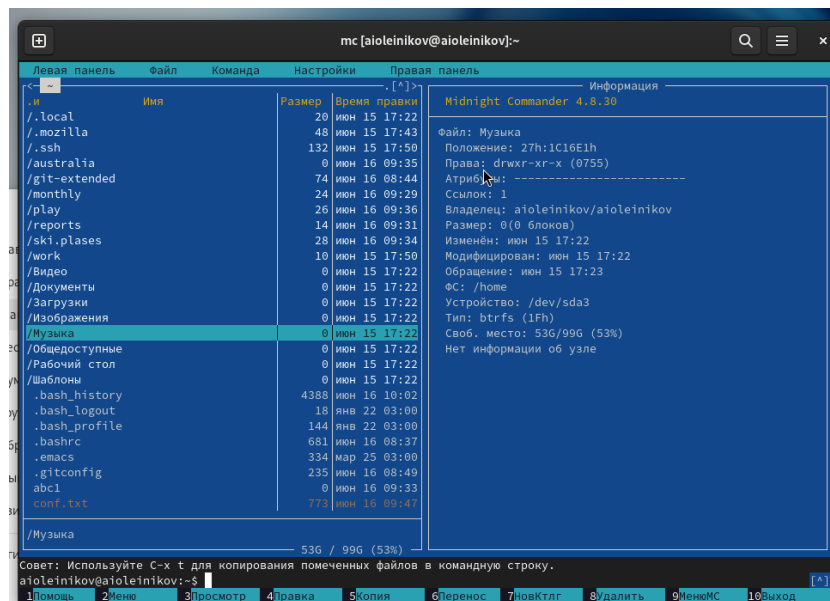 mc [aioleinikov@aioleinikov]:~
Левая панель Файл Команда Настройки Правая панель
<— ~ .[^]>
.и Имя Размер Время правки
/.local 20 июн 15 17:22
/.mozilla 48 июн 15 17:43
/.ssh 132 июн 15 17:50
/australia 0 июн 16 09:35
/git-extended 74 июн 16 08:44
/monthly 24 июн 16 09:29
/play 26 июн 16 09:36
/reports 14 июн 16 09:31
/ski.plases 28 июн 16 09:34
/work 10 июн 15 17:50
/Видео 0 июн 15 17:22
/Документы 0 июн 15 17:22
/Загрузки 0 июн 15 17:22
/Изображения 0 июн 15 17:22
/Музыка 0 июн 15 17:22
/Общедоступные 0 июн 15 17:22
/Рабочий стол 0 июн 15 17:22
/Шаблоны 0 июн 15 17:22
.bash_history 4388 июн 16 10:02
.bash_logout 18 янв 22 03:00
.bash_profile 144 янв 22 03:00
.bashrc 681 июн 16 08:37
.emacs 334 мар 25 03:00
.gitconfig 235 июн 16 08:49
abc1 0 июн 16 09:33
conf.txt 773 июн 16 09:47
/Музыка
53G / 99G (53%)
Информация
Midnight Commander 4.8.30
Файл: Музыка
Положение: 27h:1C16E1h
Права: drwxr-xr-x (0755)
Атрибуты: -------------------------
Ссылок: 1
Владелец: aioleinikov/aioleinikov
Размер: 0(0 блоков)
Изменён: июн 15 17:22
Модифицирован: июн 15 17:22
Обращение: июн 15 17:23
ФС: /home
Устройство: /dev/sda3
Тип: btrfs (1Fh)
Своб. место: 53G/99G (53%)
Нет информации об узле
Совет: Используйте C-x t для копирования помеченных файлов в командную строку.
aioleinikov@aioleinikov:~$ [^]
1Помощь 2Меню 3Просмотр 4Правка 5Копия 6Перенос 7НовКтлг 8Удалить 9МенюMC 10Выход